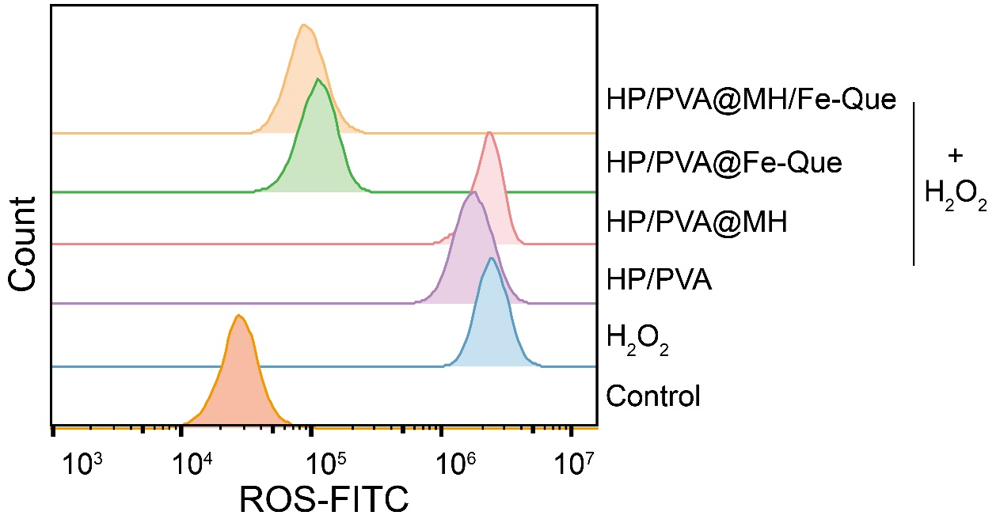 HP/PVA@MH/Fe-Que
HP/PVA@Fe-Que
+
H₂O₂
HP/PVA@MH
HP/PVA
H₂O₂
Control
Count
10³ 10⁴ 10⁵ 10⁶ 10⁷
ROS-FITC